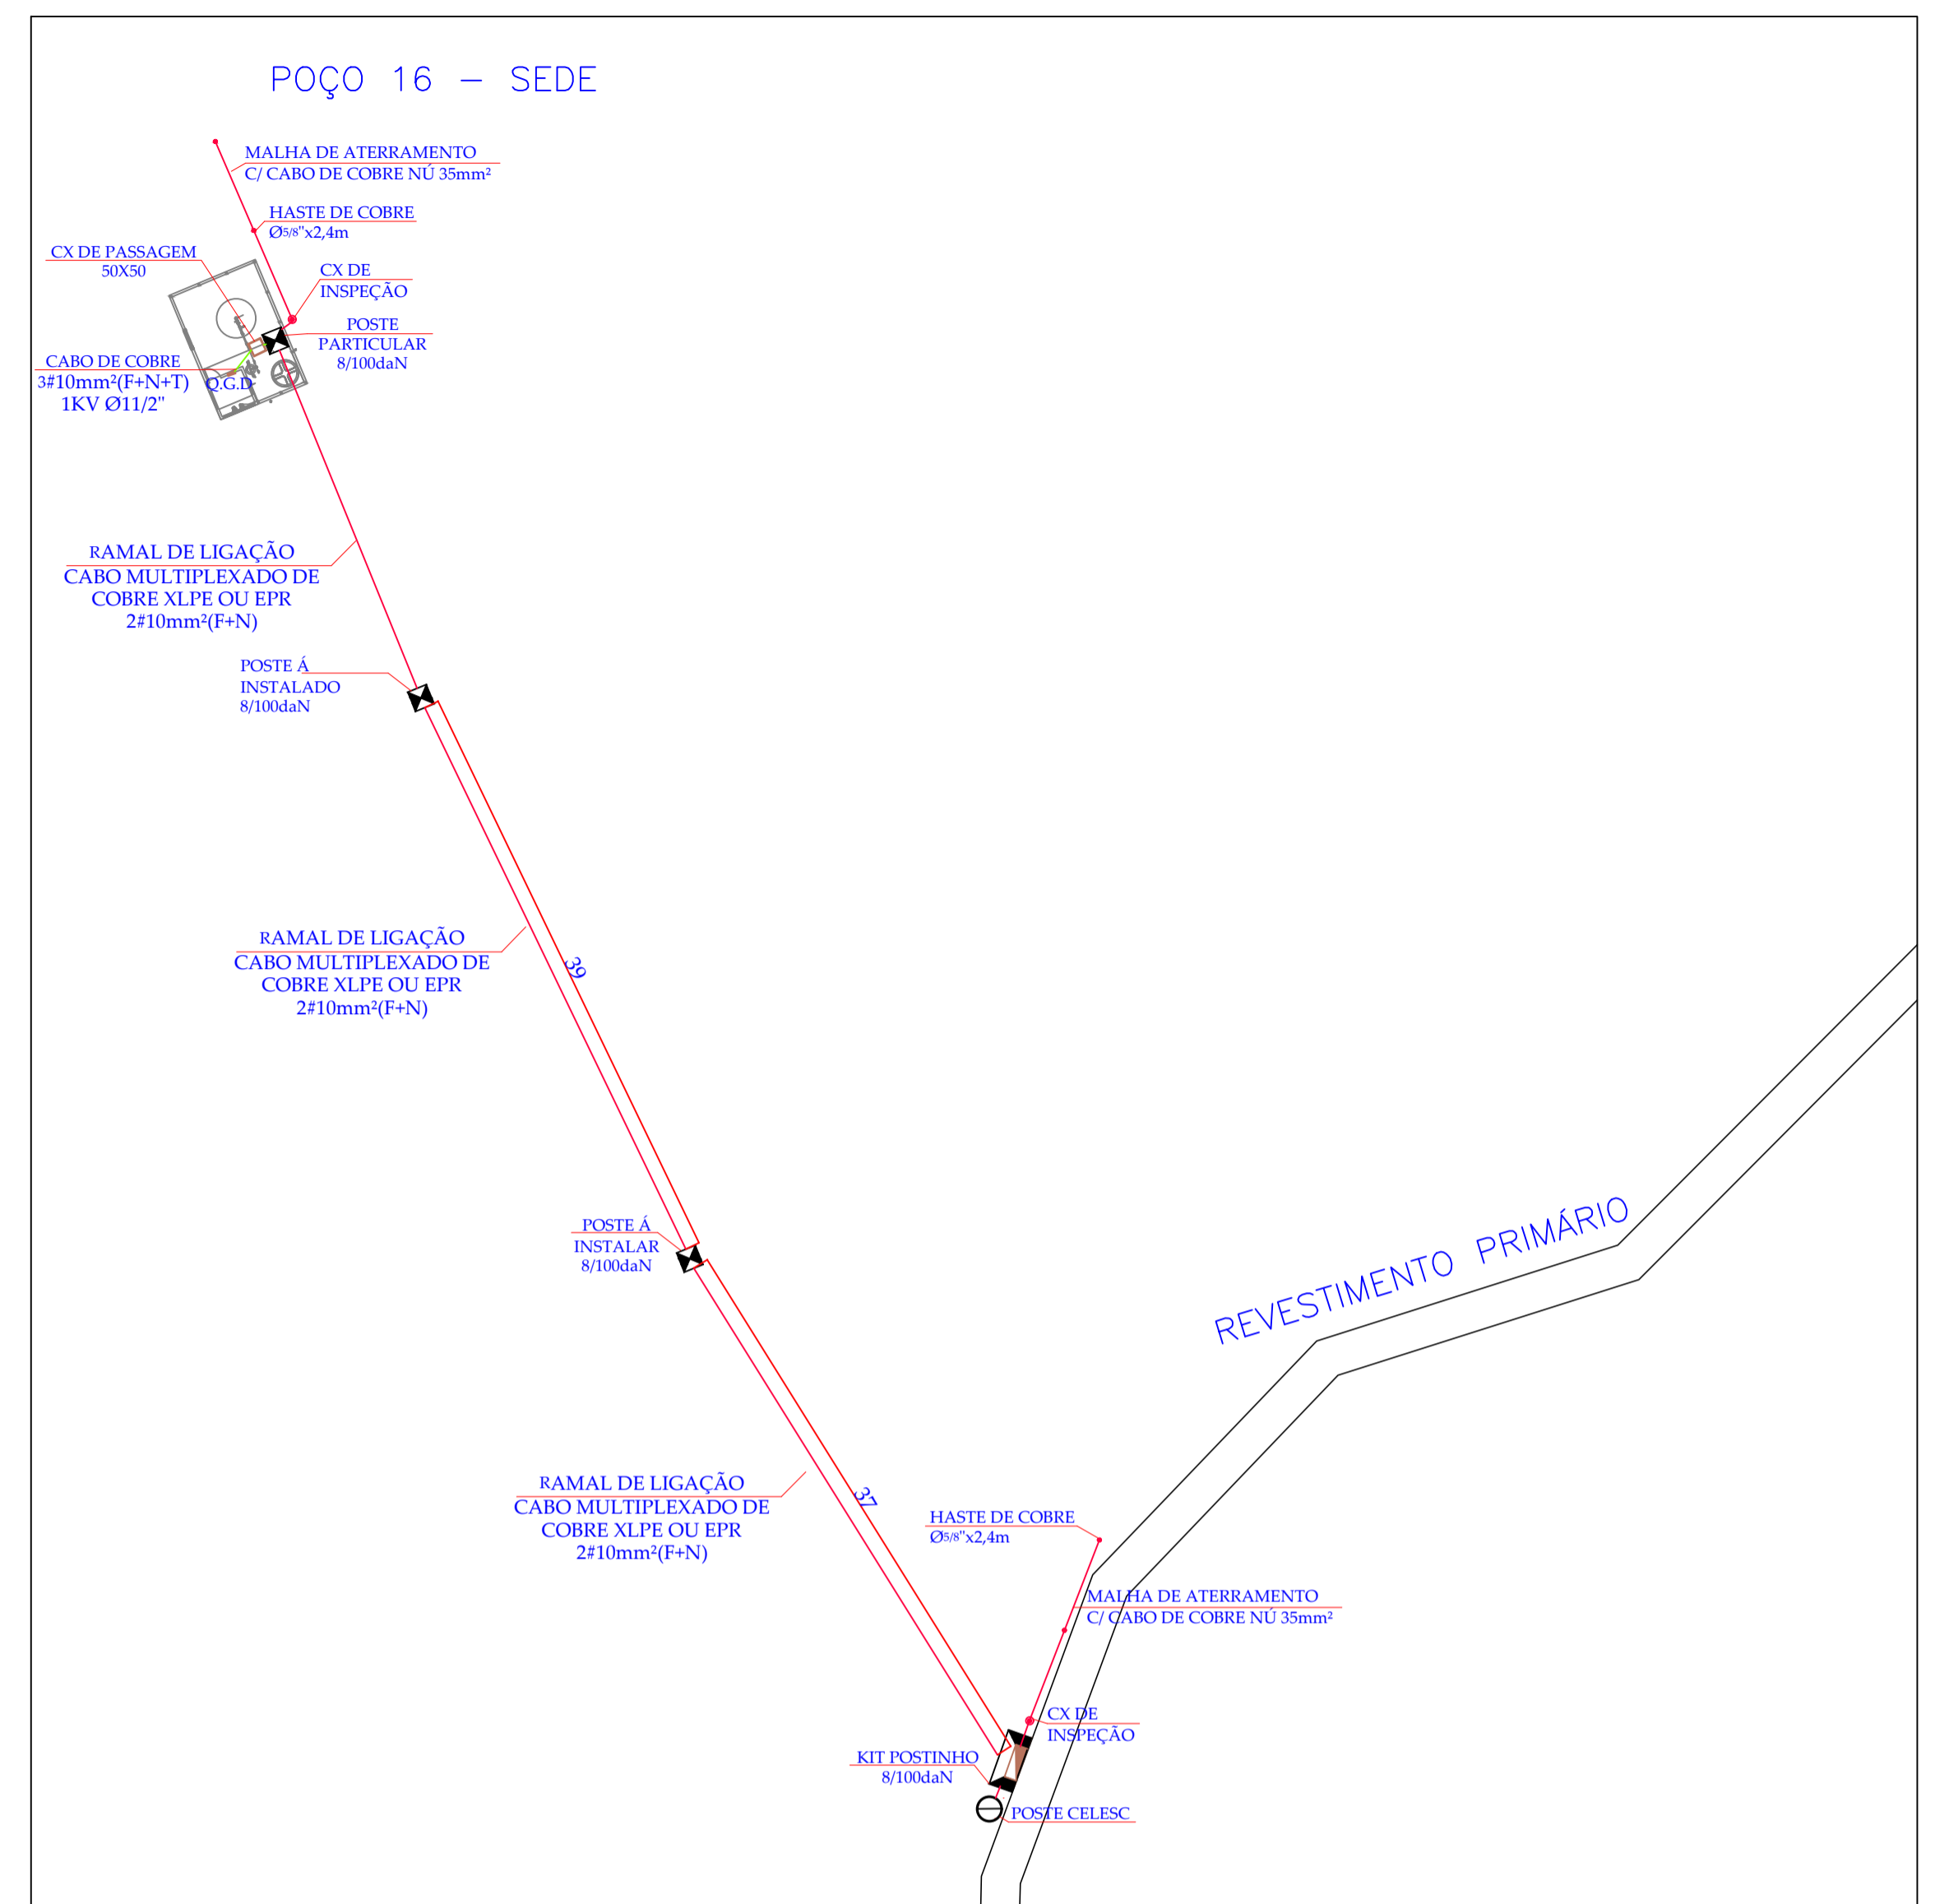 POÇO 16 – SEDE
MALHA DE ATERRAMENTO
C/ CABO DE COBRE NÚ 35mm²
HASTE DE COBRE
Ø5/8"x2,4m
CX DE PASSAGEM
50X50
CX DE
INSPEÇÃO
POSTE
PARTICULAR
8/100daN
CABO DE COBRE
3#10mm²(F+N+T)
1KV Ø11/2"
Q.G.D
RAMAL DE LIGAÇÃO
CABO MULTIPLEXADO DE
COBRE XLPE OU EPR
2#10mm²(F+N)
POSTE Á
INSTALADO
8/100daN
RAMAL DE LIGAÇÃO
CABO MULTIPLEXADO DE
COBRE XLPE OU EPR
2#10mm²(F+N)
39
POSTE Á
INSTALAR
8/100daN
REVESTIMENTO PRIMÁRIO
RAMAL DE LIGAÇÃO
CABO MULTIPLEXADO DE
COBRE XLPE OU EPR
2#10mm²(F+N)
37
HASTE DE COBRE
Ø5/8"x2,4m
MALHA DE ATERRAMENTO
C/ CABO DE COBRE NÚ 35mm²
CX DE
INSPEÇÃO
KIT POSTINHO
8/100daN
POSTE CELESC